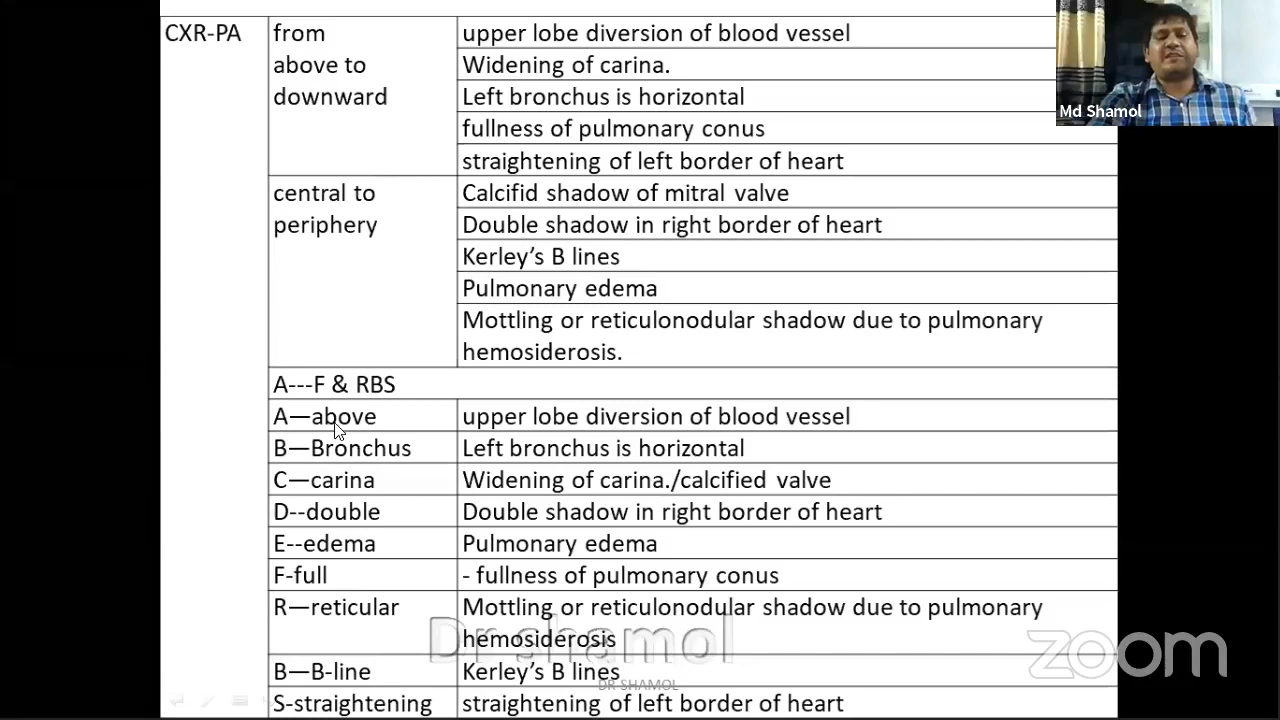 CXR-PA
from
above to
downward
upper lobe diversion of blood vessel
Widening of carina.
Left bronchus is horizontal
fullness of pulmonary conus
straightening of left border of heart
central to
periphery
Calcifid shadow of mitral valve
Double shadow in right border of heart
Kerley’s B lines
Pulmonary edema
Mottling or reticulonodular shadow due to pulmonary
hemosiderosis.
A---F & RBS
A—above upper lobe diversion of blood vessel
B—Bronchus Left bronchus is horizontal
C—carina Widening of carina./calcified valve
D--double Double shadow in right border of heart
E--edema Pulmonary edema
F-full - fullness of pulmonary conus
R—reticular Mottling or reticulonodular shadow due to pulmonary
hemosiderosis
B—B-line Kerley’s B lines
S-straightening straightening of left border of heart
Md Shamol
Dr shamol
DR SHAMOL
zoom